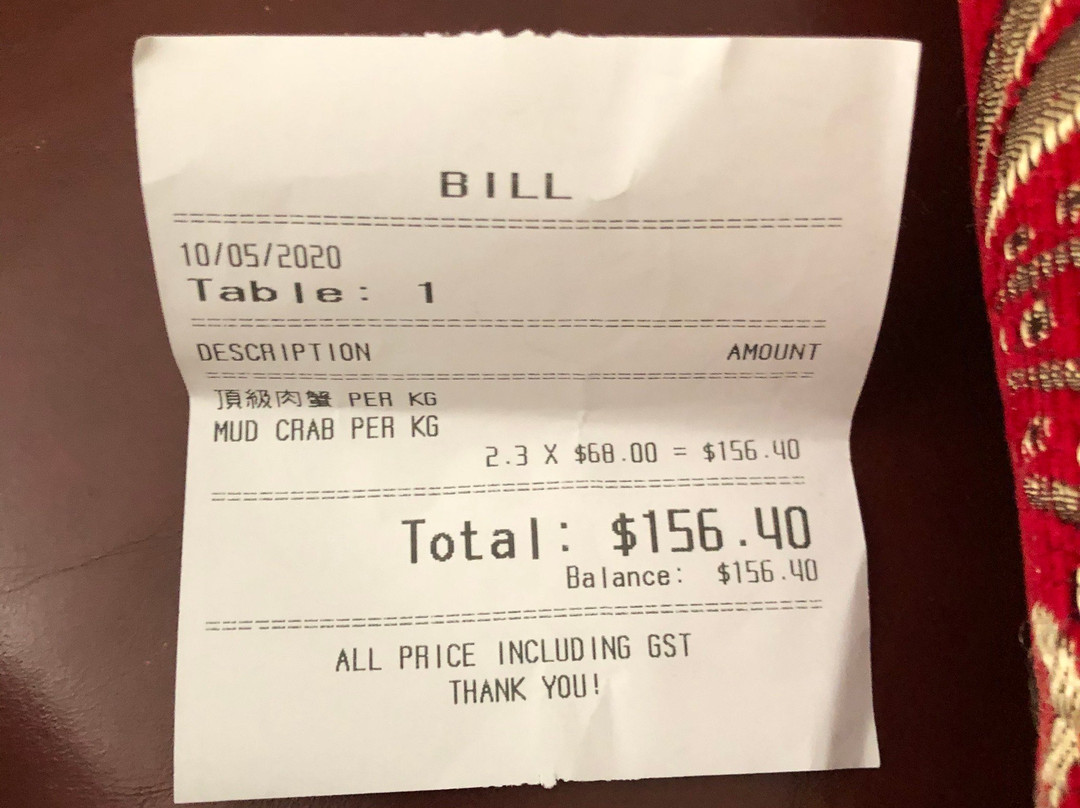 BILL
10/05/2020
Table: 1
DESCRIPTION AMOUNT
頂級肉蟹 PER KG
MUD CRAB PER KG
2.3 X $68.00 = $156.40
Total: $156.40
Balance: $156.40
ALL PRICE INCLUDING GST
THANK YOU!